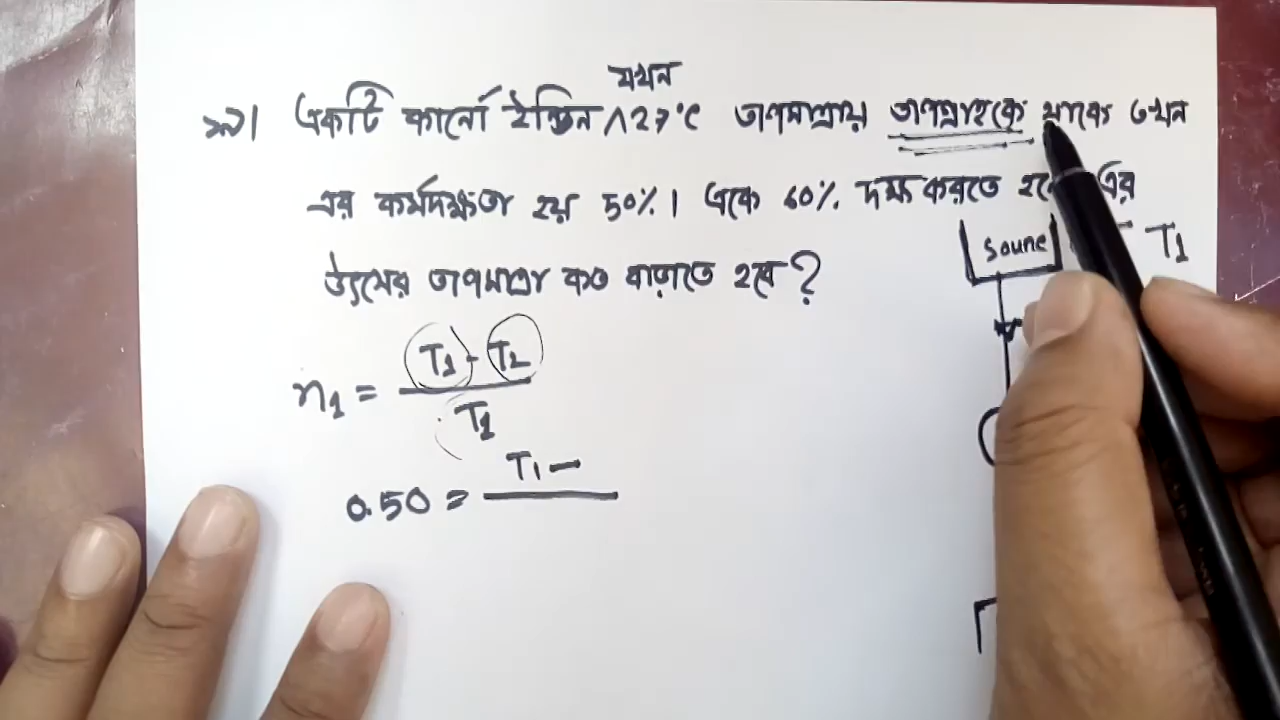 যখন
১৯। একটি কার্নো ইঞ্জিন ∧ 27°C তাপমাত্রায় তাপগ্রাহকে থাকে তখন
এর কর্মদক্ষতা হয় 50%। একে 60% দক্ষ করতে হলে এর
উৎসের তাপমাত্রা কত বাড়াতে হবে?
Soune T1
η1 = T1 - T2
T1
0.50 = T1 —